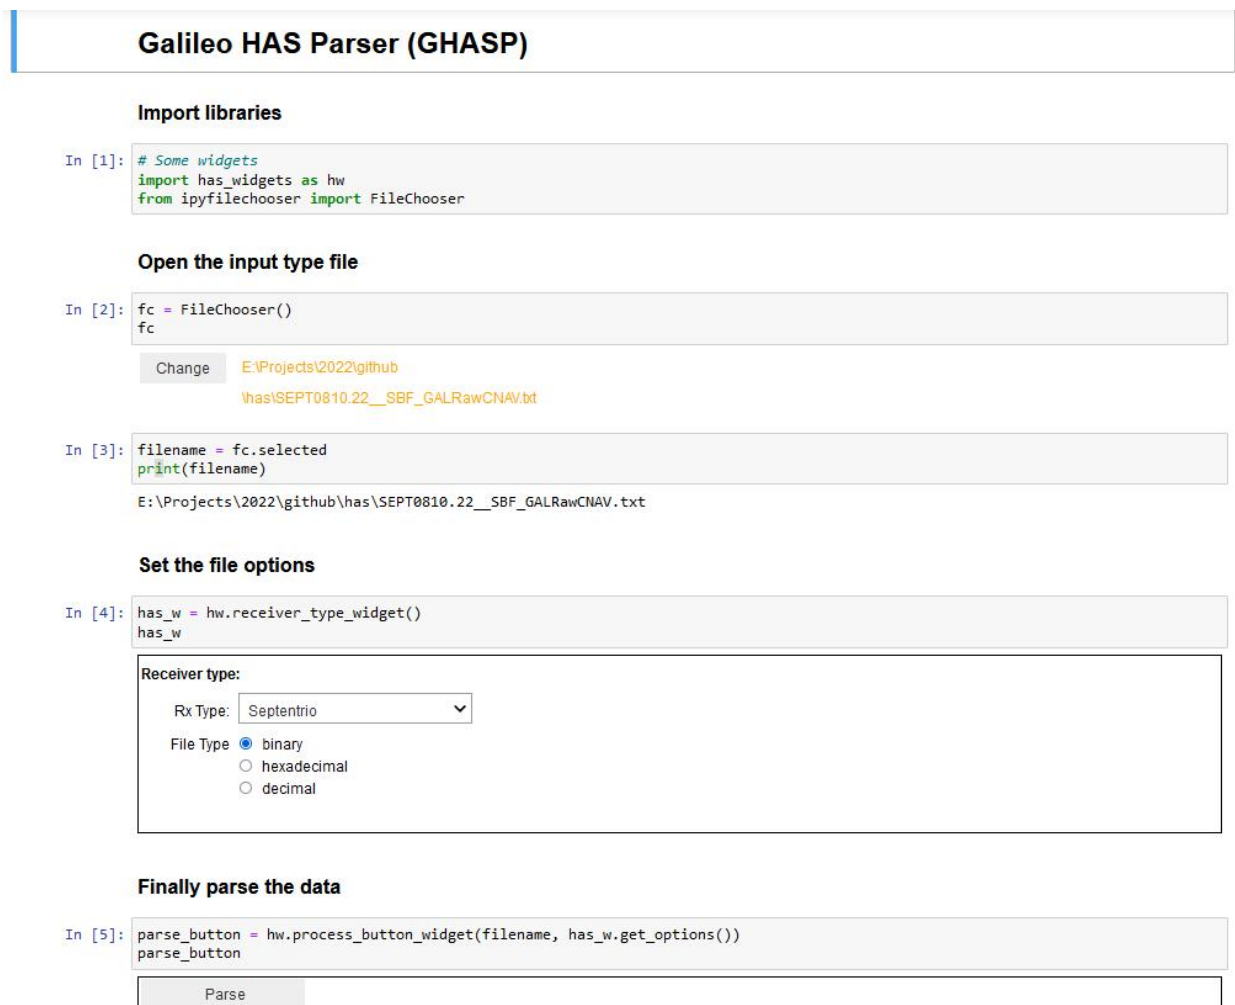 Galileo HAS Parser (GHASP)
Import libraries
In [1]: # Some widgets
import has_widgets as hw
from ipyfilechooser import FileChooser
Open the input type file
In [2]: fc = FileChooser()
fc
Change E:\Projects\2022\github
\has\SEPT0810.22__SBF_GALRawCNAV.txt
In [3]: filename = fc.selected
print(filename)
E:\Projects\2022\github\has\SEPT0810.22__SBF_GALRawCNAV.txt
Set the file options
In [4]: has_w = hw.receiver_type_widget()
has_w
Receiver type:
Rx Type: Septentrio
File Type binary
hexadecimal
decimal
Finally parse the data
In [5]: parse_button = hw.process_button_widget(filename, has_w.get_options())
parse_button
Parse